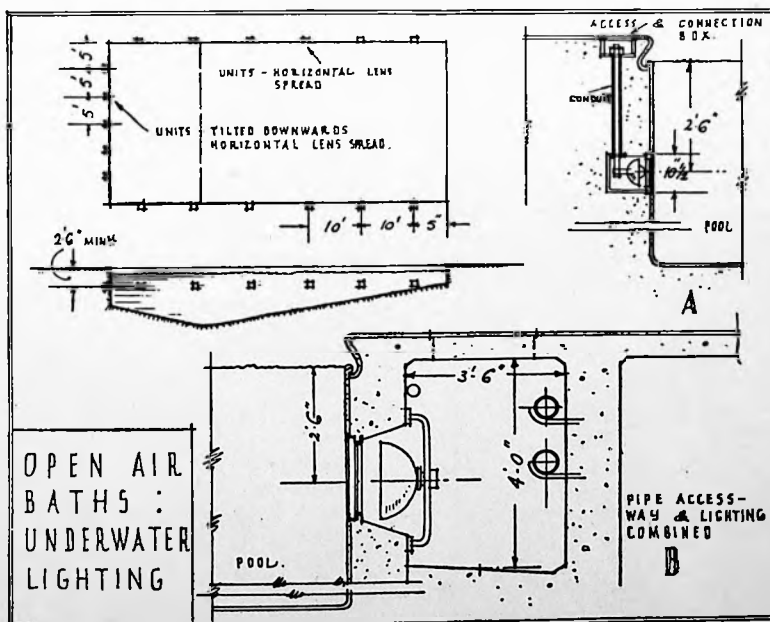 ACCESS & CONNECTION
BOX.
5'
5'
5'
UNITS - HORIZONTAL LENS
SPREAD
UNITS - TILTED DOWNWARDS
HORIZONTAL LENS SPREAD.
CONDUIT
2'6"
10½"
POOL
A
10'
10'
5"
2'6" MINM
3'-6"
2'-6"
4'-0"
OPEN AIR
BATHS :
UNDERWATER
LIGHTING
POOL.
PIPE ACCESS-
WAY & LIGHTING
COMBINED
B